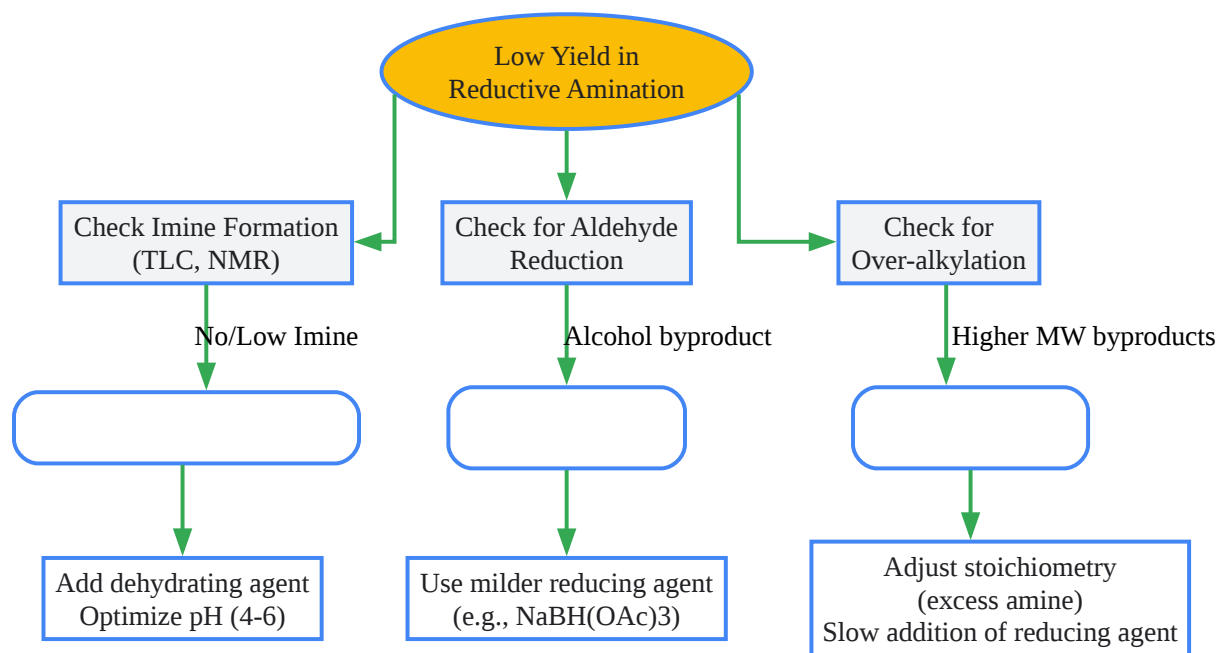 Low Yield in
Reductive Amination
Check Imine Formation
(TLC, NMR)
Check for Aldehyde
Reduction
Check for
Over-alkylation
No/Low Imine
Alcohol byproduct
Higher MW byproducts
Add dehydrating agent
Optimize pH (4-6)
Use milder reducing agent
(e.g., NaBH(OAc)3)
Adjust stoichiometry
(excess amine)
Slow addition of reducing agent